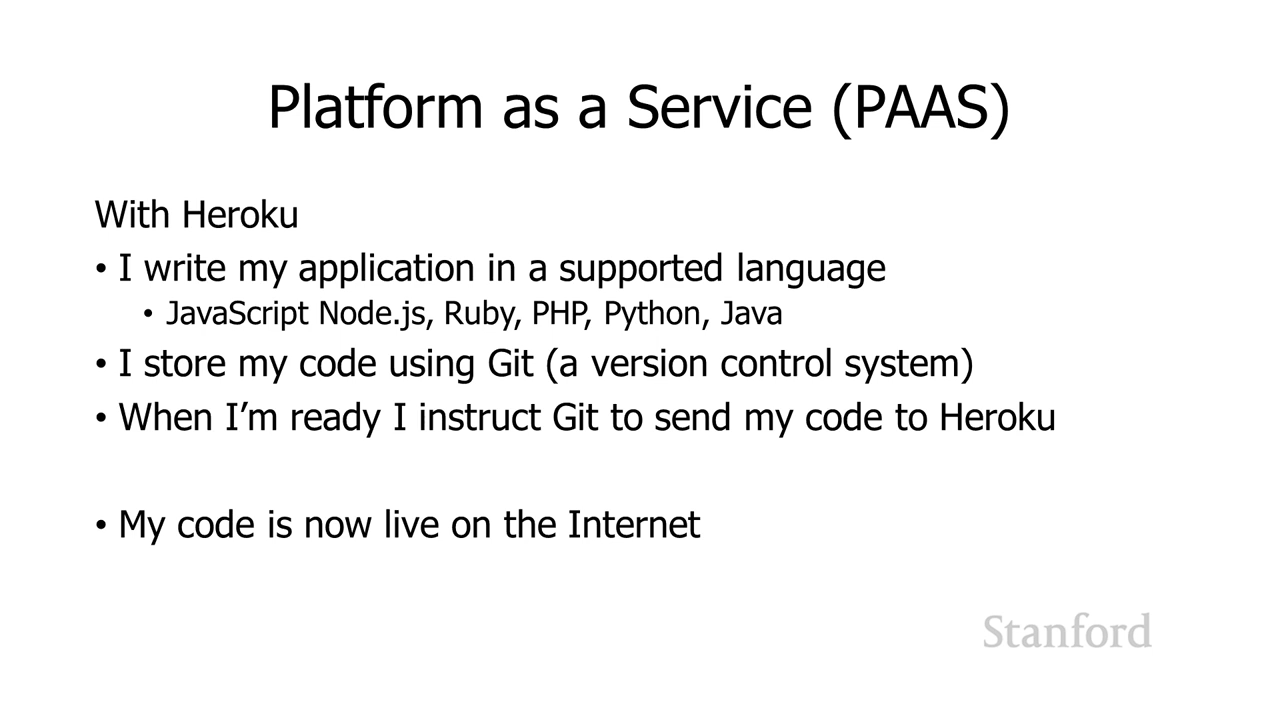 Platform as a Service (PAAS)
With Heroku
• I write my application in a supported language
• JavaScript Node.js, Ruby, PHP, Python, Java
• I store my code using Git (a version control system)
• When I’m ready I instruct Git to send my code to Heroku
• My code is now live on the Internet
Stanford